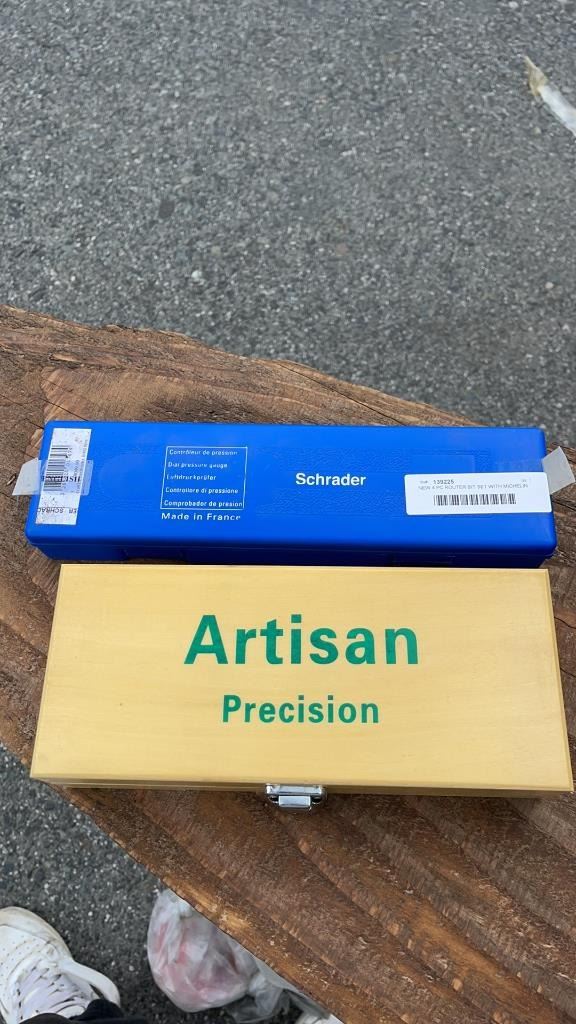 Contrôleur de pression
Dial pressure gauge
Luftdruckprüfer
Controllore di pressione
Comprobador de presion
Made in France
Schrader
139225
NEW 4 PC ROUTER BIT SET WITH MICHELIN
Artisan
Precision